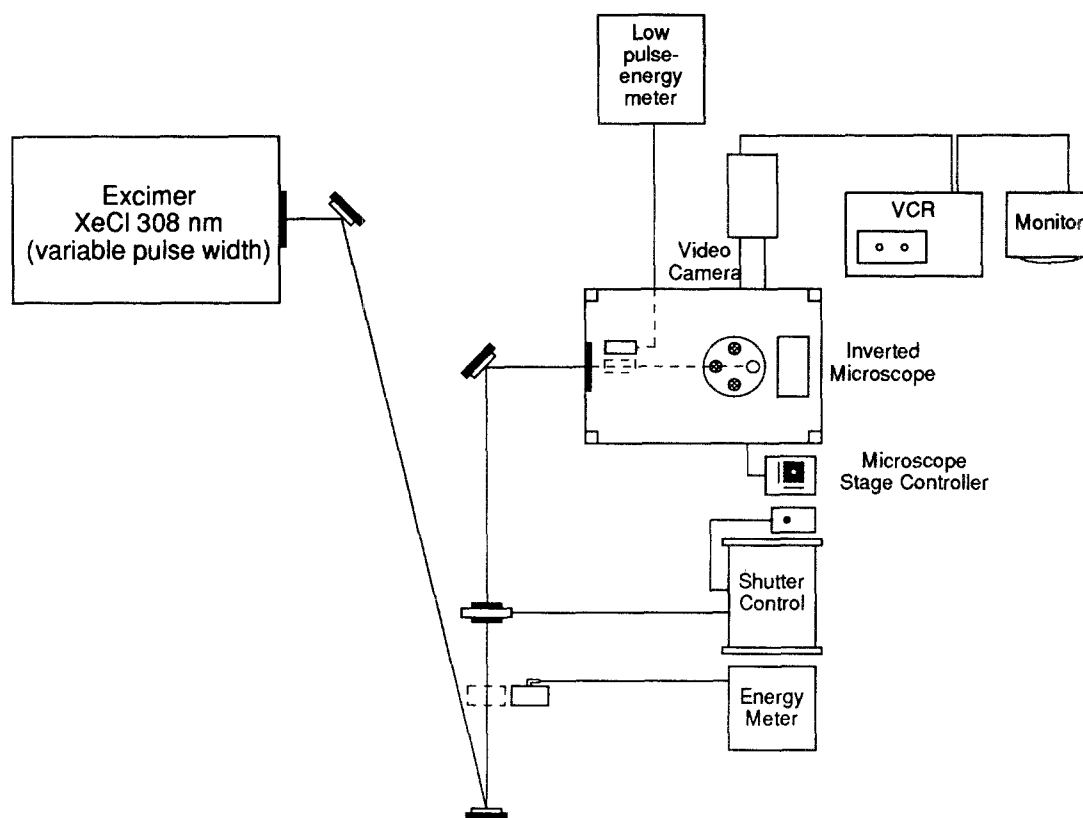 Low
pulse-
energy
meter
Excimer
XeCl 308 nm
(variable pulse width)
VCR
Monitor
Video
Camera
Inverted
Microscope
Microscope
Stage Controller
Shutter
Control
Energy
Meter